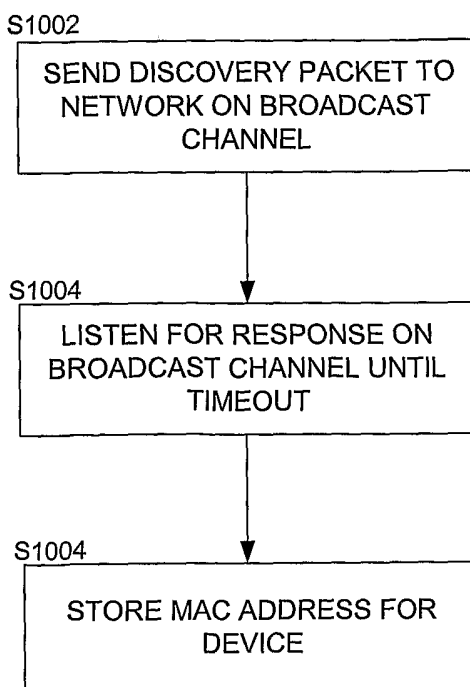 S1002
SEND DISCOVERY PACKET TO
NETWORK ON BROADCAST
CHANNEL
S1004
LISTEN FOR RESPONSE ON
BROADCAST CHANNEL UNTIL
TIMEOUT
S1004
STORE MAC ADDRESS FOR
DEVICE